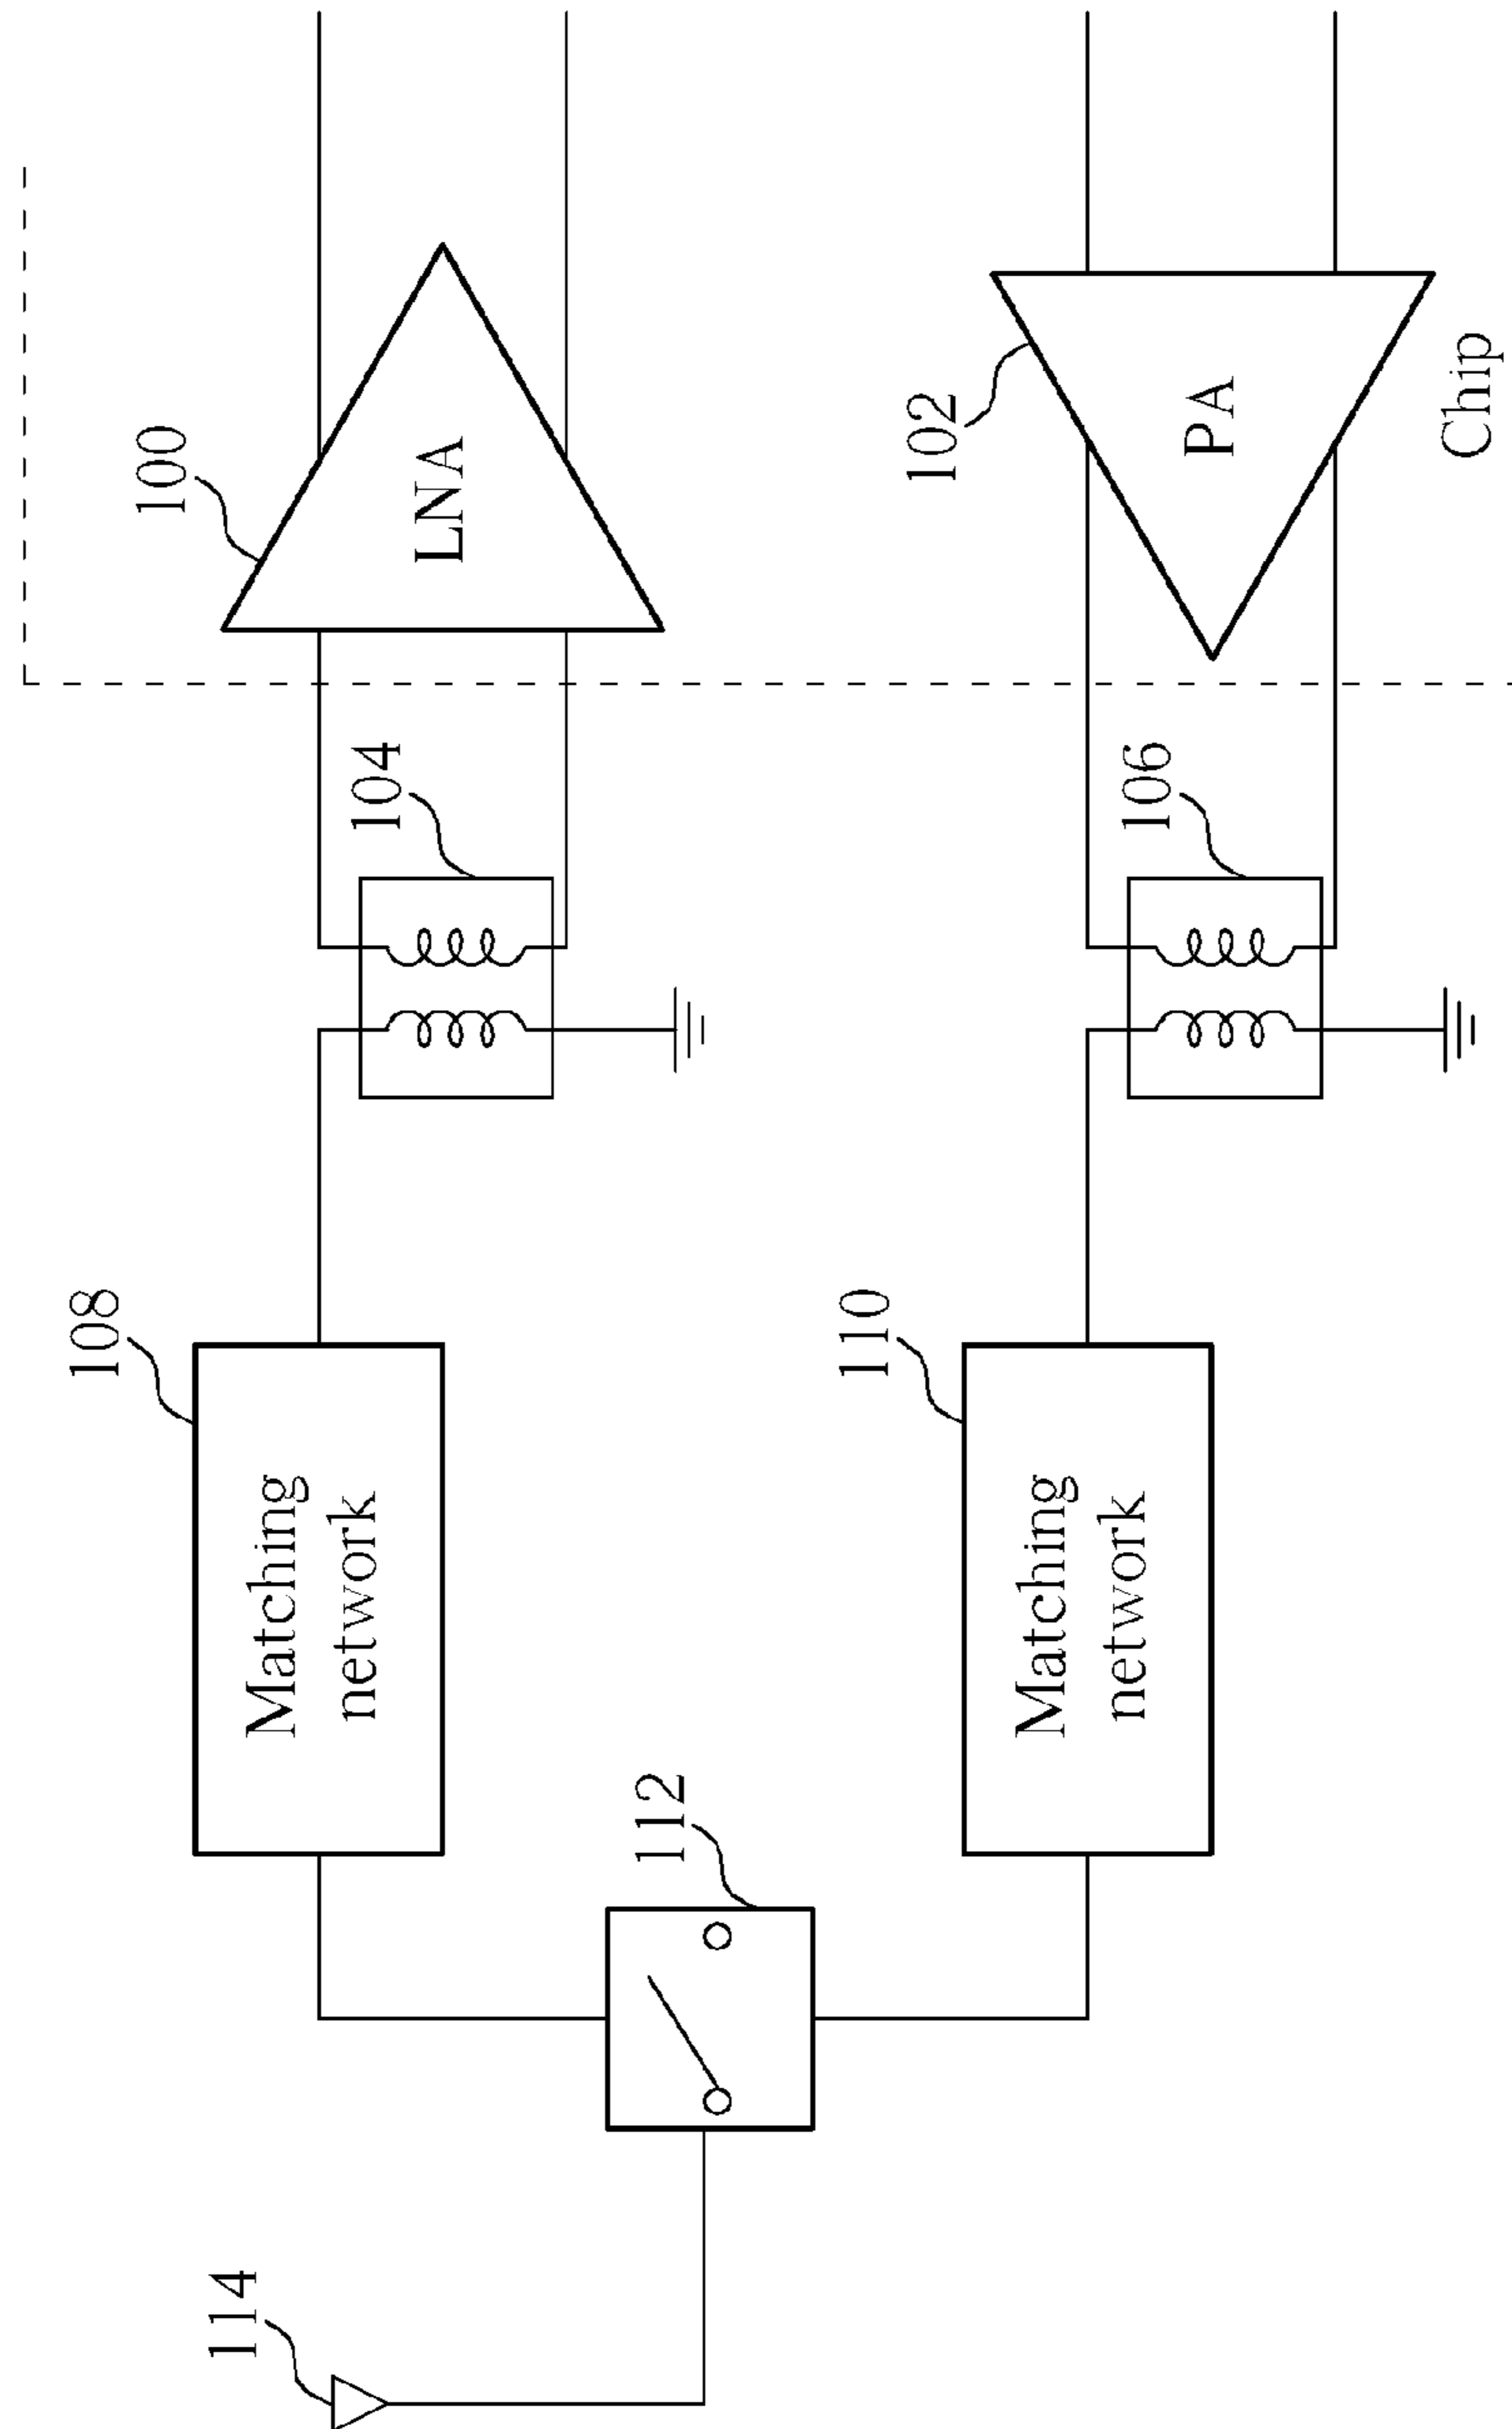 114
112
108
Matching
network
110
Matching
network
104
106
100
LNA
102
PA
Chip